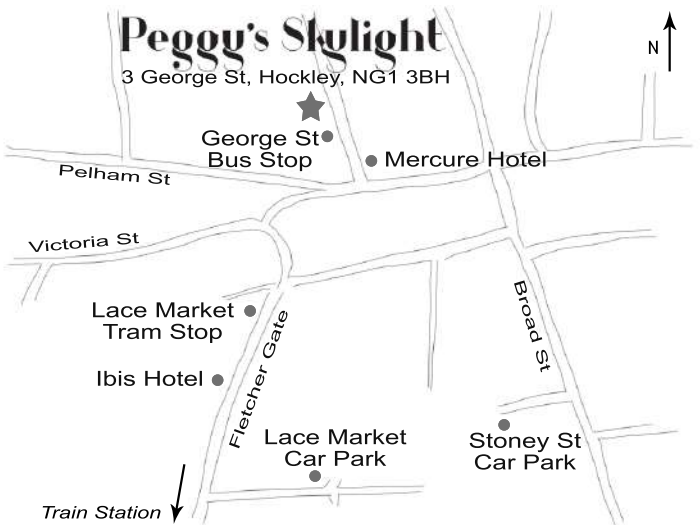 Peggy's Skylight
3 George St, Hockley, NG1 3BH
N
George St
Bus Stop
Mercure Hotel
Pelham St
Victoria St
Lace Market
Tram Stop
Broad St
Fletcher Gate
Ibis Hotel
Lace Market
Car Park
Stoney St
Car Park
Train Station